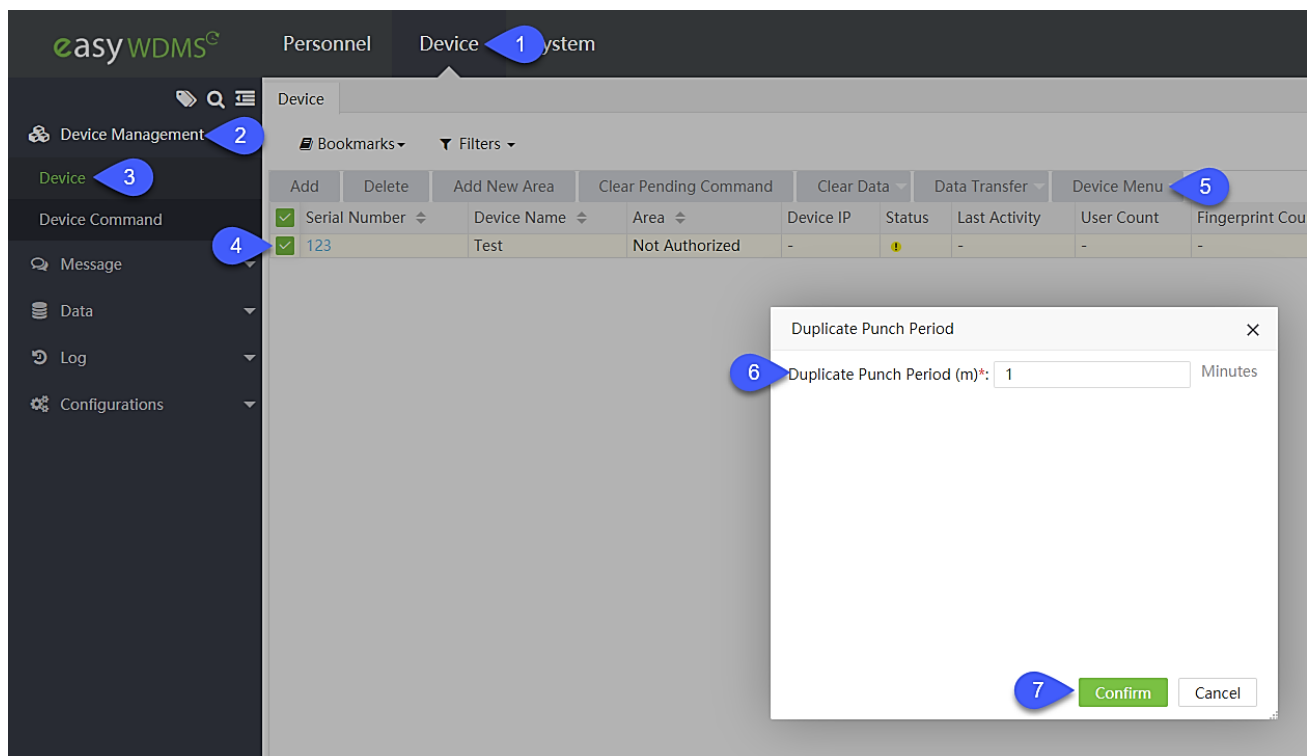 easy WDMS
Personnel Device 1 ystem
Device
Device Management 2
Bookmarks Filters
Device 3
Add Delete Add New Area Clear Pending Command Clear Data Data Transfer Device Menu 5
Device Command
Serial Number Device Name Area Device IP Status Last Activity User Count Fingerprint Cou
4 123 Test Not Authorized - ! - - -
Message
Data
Log
Configurations
Duplicate Punch Period ×
6 Duplicate Punch Period (m)*: 1 Minutes
7 Confirm Cancel